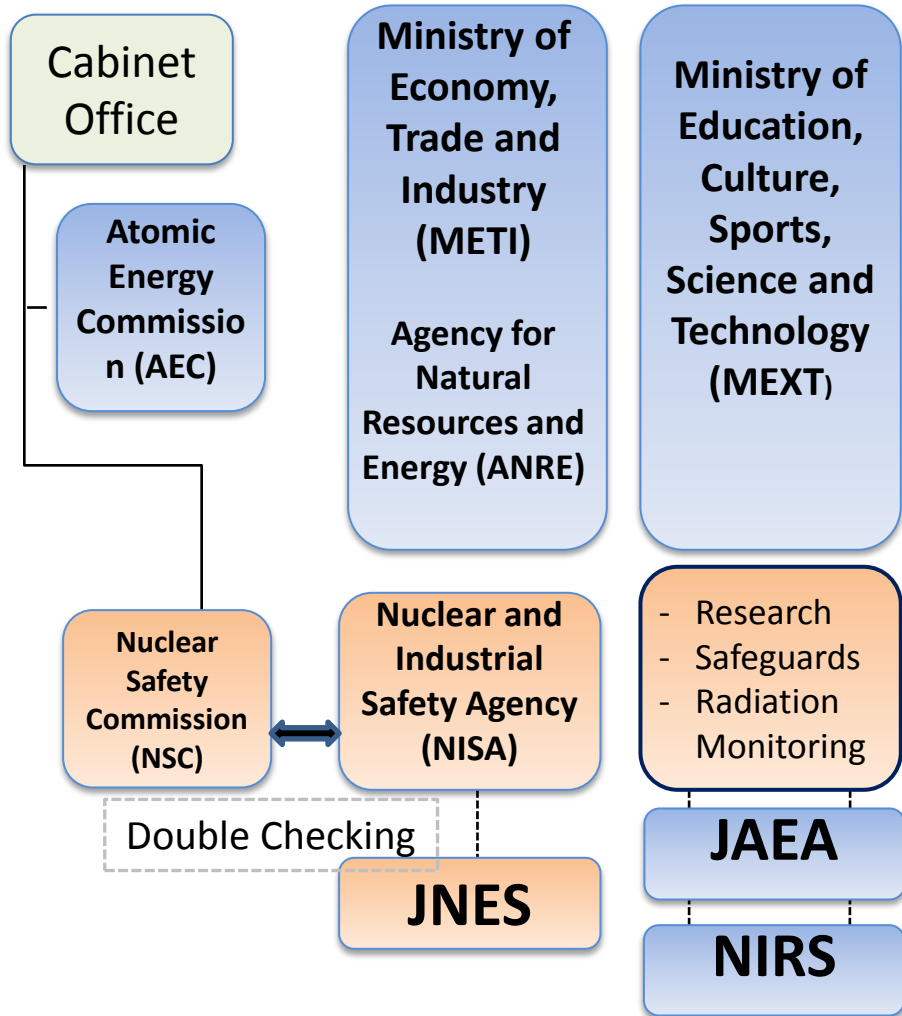 Cabinet
Office
Atomic
Energy
Commissio
n (AEC)
Ministry of
Economy,
Trade and
Industry
(METI)
Agency for
Natural
Resources and
Energy (ANRE)
Ministry of
Education,
Culture,
Sports,
Science and
Technology
(MEXT)
Nuclear
Safety
Commission
(NSC)
Nuclear and
Industrial
Safety Agency
(NISA)
- Research
- Safeguards
- Radiation
Monitoring
Double Checking
JNES
JAEA
NIRS